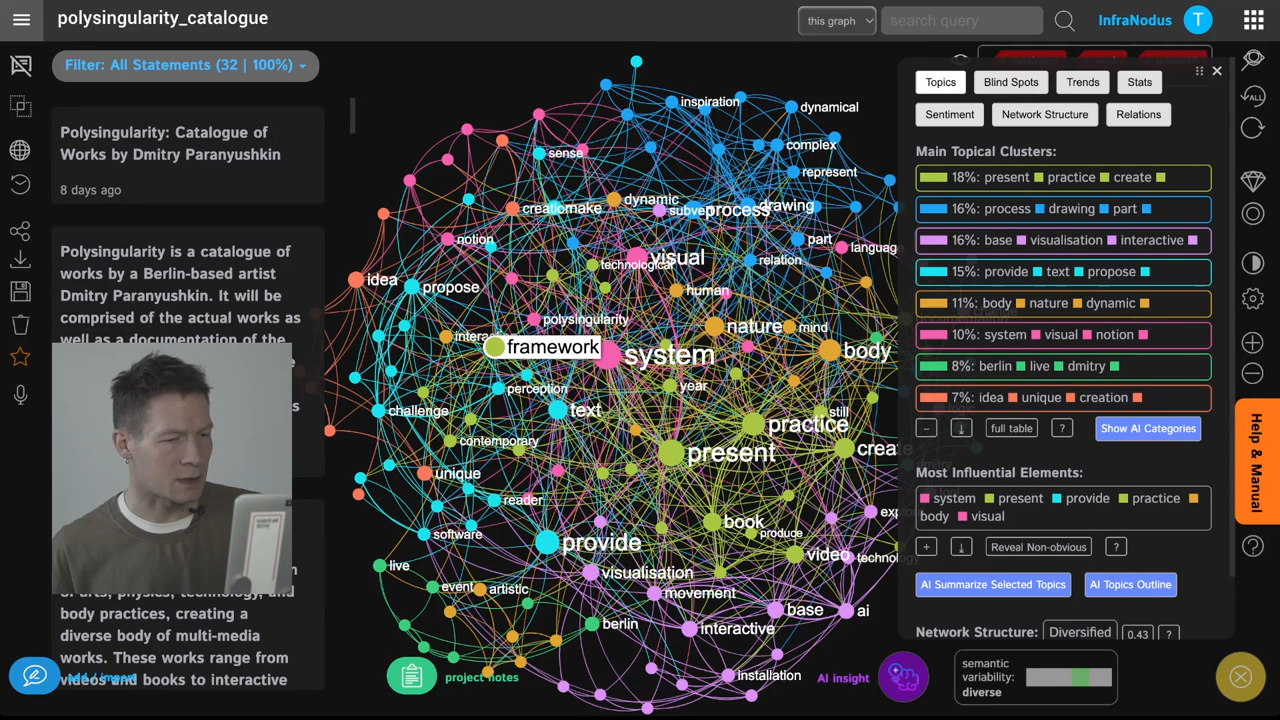 polysingularity_catalogue
this graph
search query
InfraNodus
T
Filter: All Statements (32 | 100%)
Polysingularity: Catalogue of
Works by Dmitry Paranyushkin
8 days ago
Polysingularity is a catalogue of
works by a Berlin-based artist
Dmitry Paranyushkin. It will be
comprised of the actual works as
well as a documentation of the
of arts, physics, technology, and
body practices, creating a
diverse body of multi-media
works. These works range from
videos and books to interactive
add / import
project notes
AI insight
semantic
variability:
diverse
inspiration
dynamical
complex
sense
represent
dynamic
creation
make
process
drawing
notion
part
language
visual
technological
relation
idea
propose
human
polysingularity
nature
mind
framework
system
body
year
perception
text
challenge
still
practice
contemporary
present
create
unique
reader
book
produce
software
provide
video
technology
live
visualisation
event
artistic
movement
base
ai
berlin
interactive
installation
Topics
Blind Spots
Trends
Stats
Sentiment
Network Structure
Relations
Main Topical Clusters:
18%: present practice create
16%: process drawing part
16%: base visualisation interactive
15%: provide text propose
11%: body nature dynamic
10%: system visual notion
8%: berlin live dmitry
7%: idea unique creation
full table
?
Show AI Categories
Most Influential Elements:
system present provide practice
body visual
+
Reveal Non-obvious
?
AI Summarize Selected Topics
AI Topics Outline
Network Structure: Diversified 0.43 ?
Help & Manual
ALL